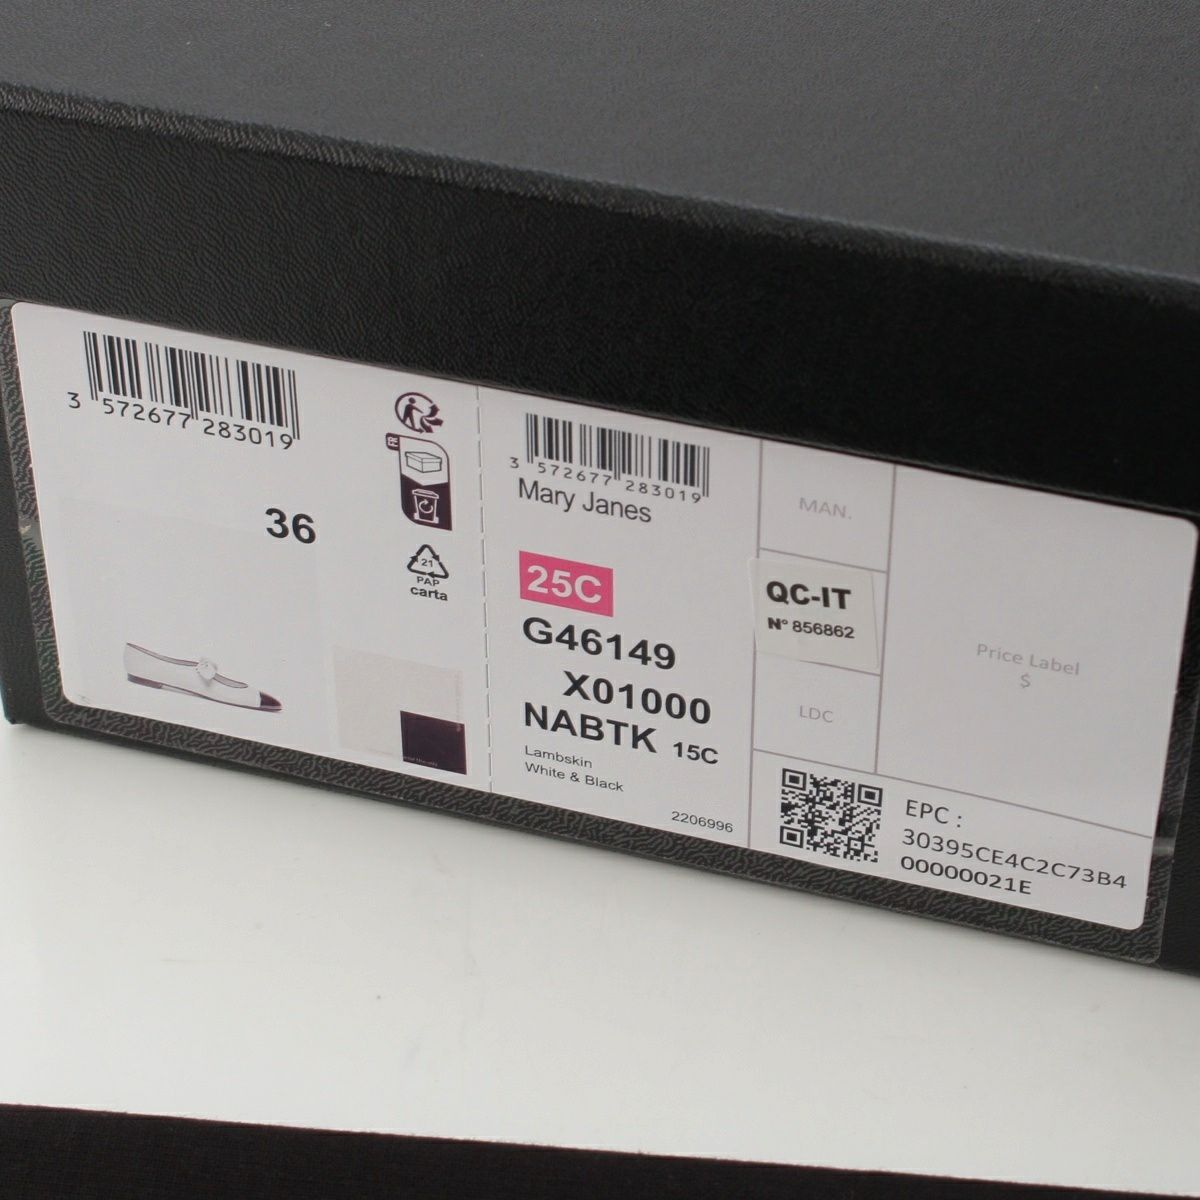 3 572677 283019
36
FR
21
PAP
carta
3 572677 283019
Mary Janes
25C
G46149
X01000
NABTK 15C
Lambskin
White & Black
2206996
MAN.
QC-IT
N° 856862
LDC
Price Label
$
EPC :
30395CE4C2C73B4
00000021E